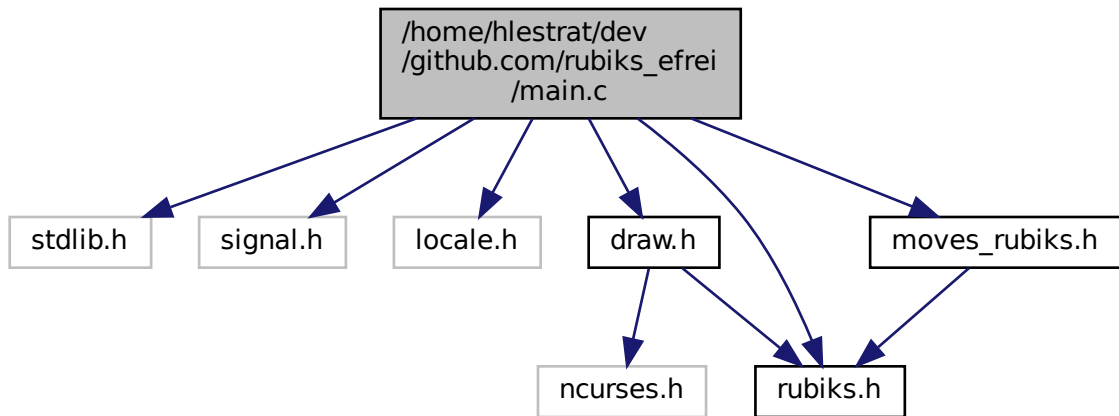 /home/hlestrat/dev
/github.com/rubiks_efrei
/main.c
stdlib.h
signal.h
locale.h
draw.h
moves_rubiks.h
ncurses.h
rubiks.h